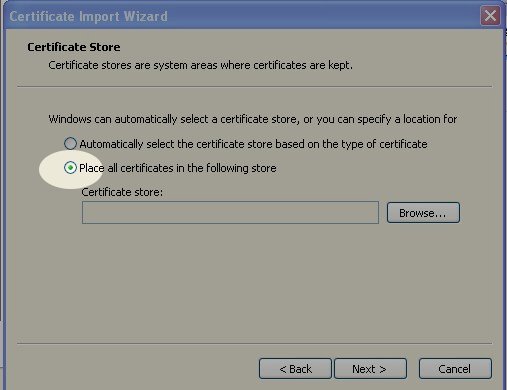 Certificate Import Wizard
Certificate Store
Certificate stores are system areas where certificates are kept.
Windows can automatically select a certificate store, or you can specify a location for
Automatically select the certificate store based on the type of certificate
Place all certificates in the following store
Certificate store:
Browse...
< Back
Next >
Cancel